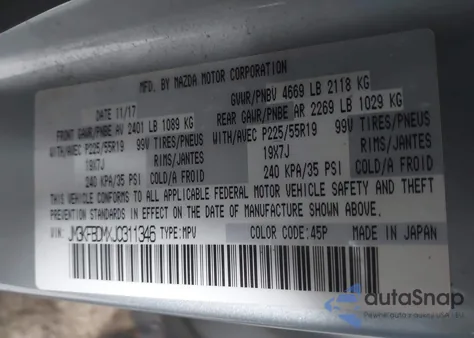 MFD. BY MAZDA MOTOR CORPORATION
DATE 11/17 GVWR/PNBV 4669 LB 2118 KG
FRONT GAWR/PNBE AV 2401 LB 1089 KG REAR GAWR/PNBE AR 2269 LB 1029 KG
WITH/AVEC P225/55R19 99V TIRES/PNEUS WITH/AVEC P225/55R19 99V TIRES/PNEUS
19X7J RIMS/JANTES 19X7J RIMS/JANTES
240 KPA/35 PSI COLD/A FROID 240 KPA/35 PSI COLD/A FROID
THIS VEHICLE CONFORMS TO ALL APPLICABLE FEDERAL MOTOR VEHICLE SAFETY AND THEFT
PREVENTION STANDARDS IN EFFECT ON THE DATE OF MANUFACTURE SHOWN ABOVE.
VIN: JM3KFBDMXJ0311346 TYPE:MPV COLOR CODE:45P MADE IN JAPAN
autaSnap